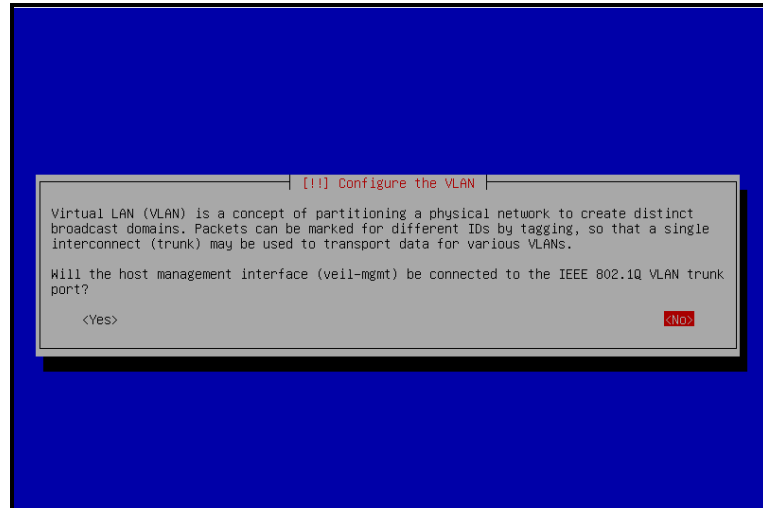 [!!] Configure the VLAN
Virtual LAN (VLAN) is a concept of partitioning a physical network to create distinct
broadcast domains. Packets can be marked for different IDs by tagging, so that a single
interconnect (trunk) may be used to transport data for various VLANs.
Will the host management interface (veil-mgmt) be connected to the IEEE 802.1Q VLAN trunk
port?
<Yes> <No>